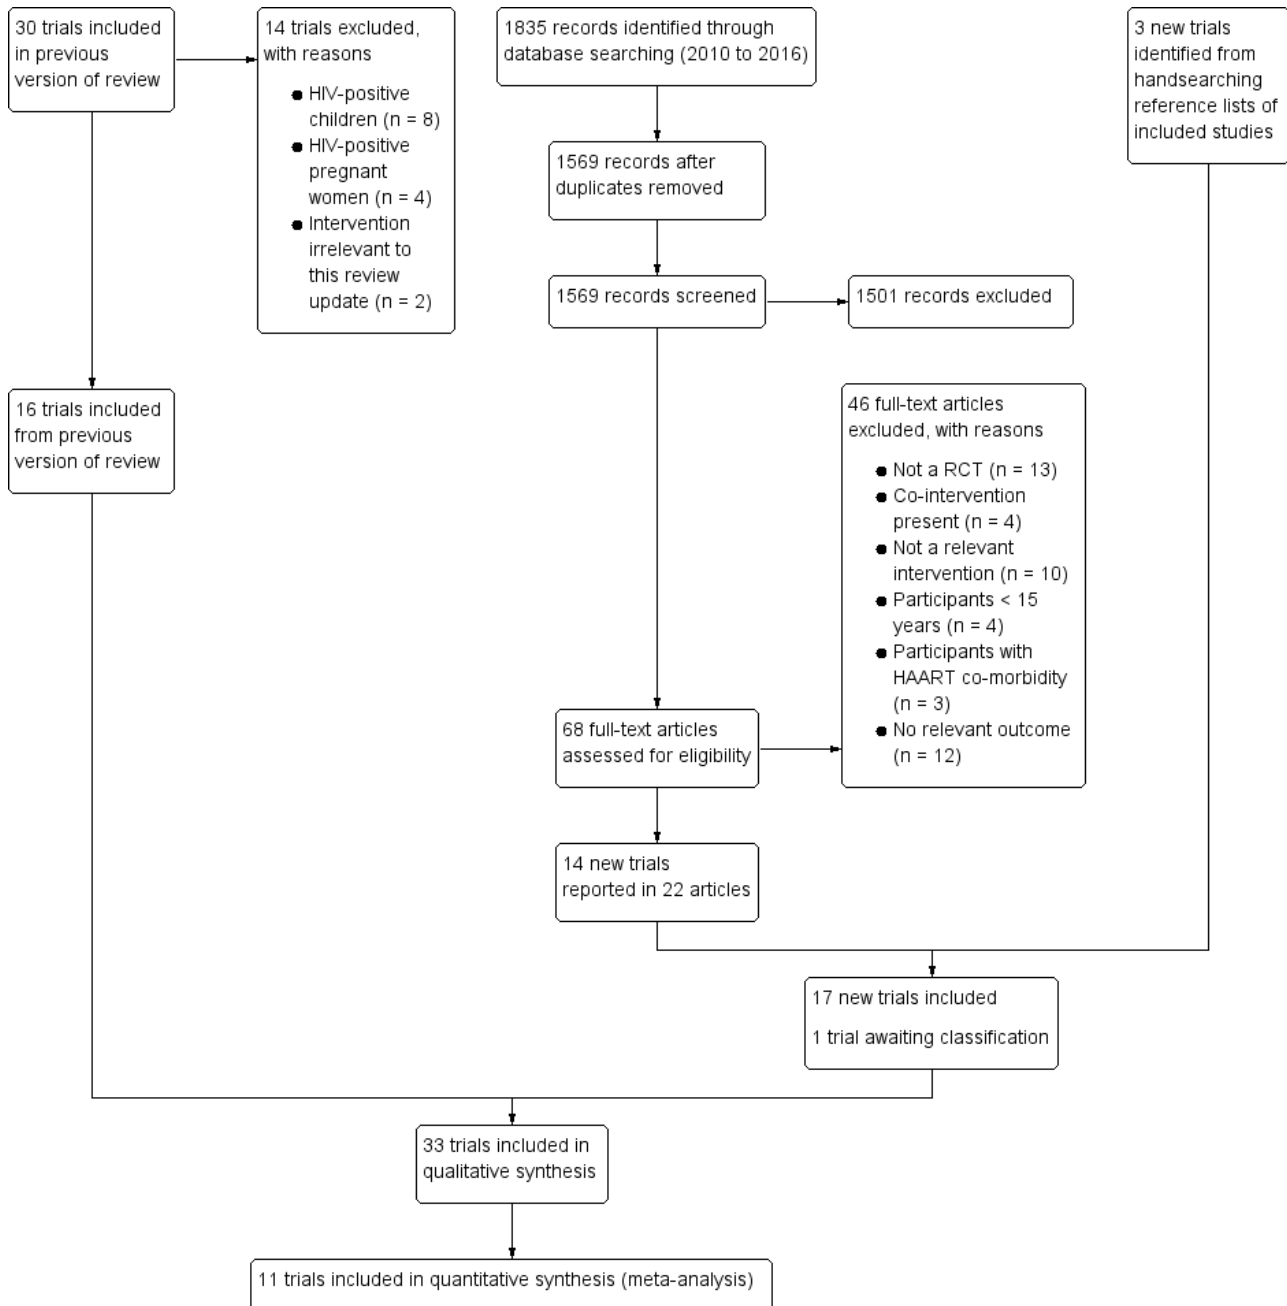 30 trials included
in previous
version of review
14 trials excluded,
with reasons
● HIV-positive
children (n = 8)
● HIV-positive
pregnant
women (n = 4)
● Intervention
irrelevant to
this review
update (n = 2)
1835 records identified through
database searching (2010 to 2016)
3 new trials
identified from
handsearching
reference lists of
included studies
1569 records after
duplicates removed
1569 records screened
1501 records excluded
16 trials included
from previous
version of review
46 full-text articles
excluded, with reasons
● Not a RCT (n = 13)
● Co-intervention
present (n = 4)
● Not a relevant
intervention (n = 10)
● Participants < 15
years (n = 4)
● Participants with
HAART co-morbidity
(n = 3)
● No relevant outcome
(n = 12)
68 full-text articles
assessed for eligibility
14 new trials
reported in 22 articles
17 new trials included
1 trial awaiting classification
33 trials included in
qualitative synthesis
11 trials included in quantitative synthesis (meta-analysis)